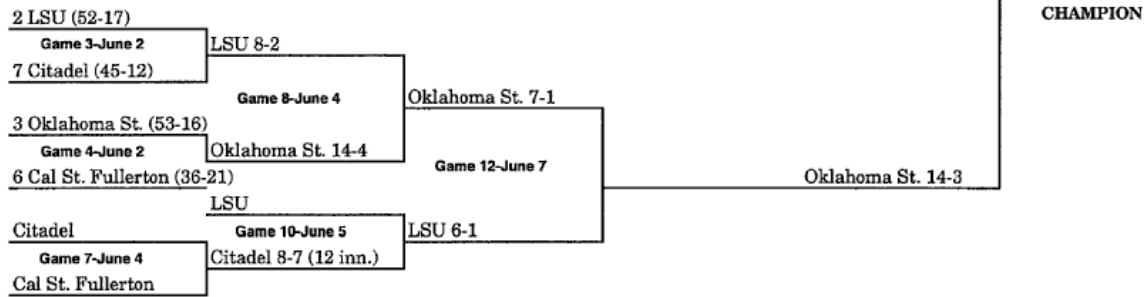 CHAMPION
2 LSU (52-17)
Game 3-June 2
LSU 8-2
7 Citadel (45-12)
Game 8-June 4
Oklahoma St. 7-1
3 Oklahoma St. (53-16)
Game 4-June 2
Oklahoma St. 14-4
Game 12-June 7
6 Cal St. Fullerton (36-21)
Oklahoma St. 14-3
LSU
Citadel
Game 10-June 5
LSU 6-1
Game 7-June 4
Citadel 8-7 (12 inn.)
Cal St. Fullerton